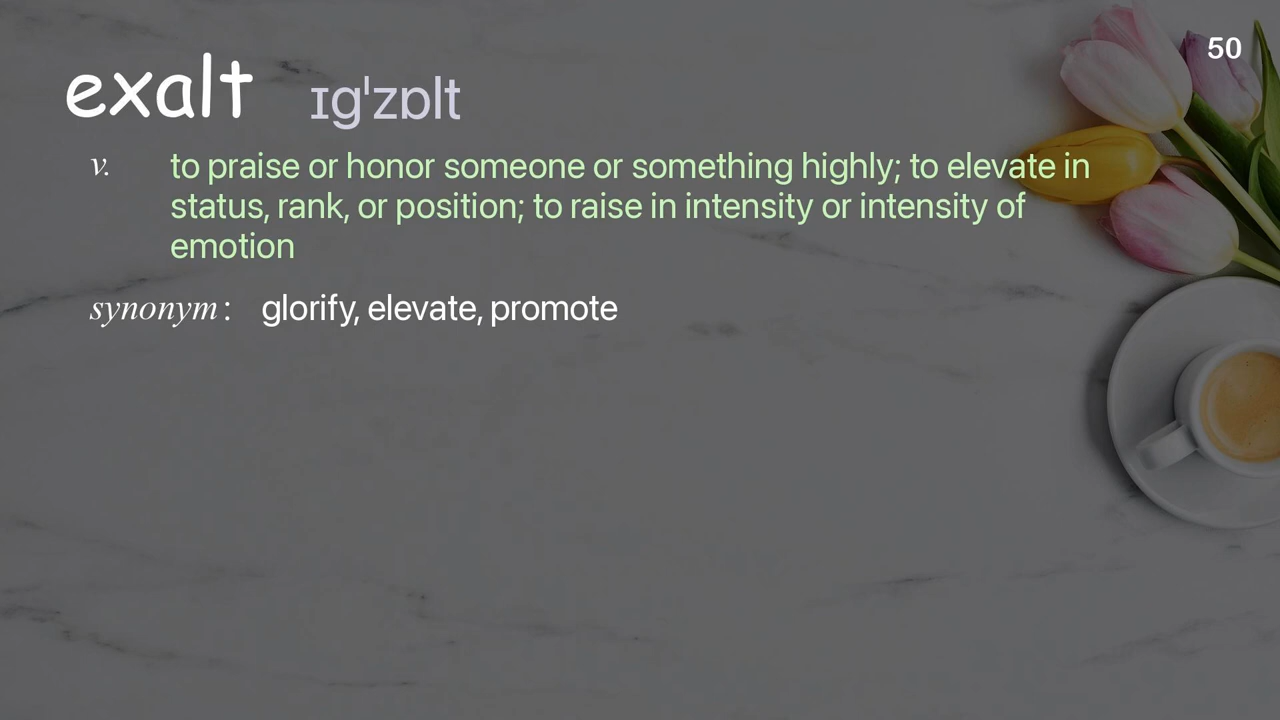 50
exalt ɪgˈzɒlt
v. to praise or honor someone or something highly; to elevate in
status, rank, or position; to raise in intensity or intensity of
emotion
synonym : glorify, elevate, promote